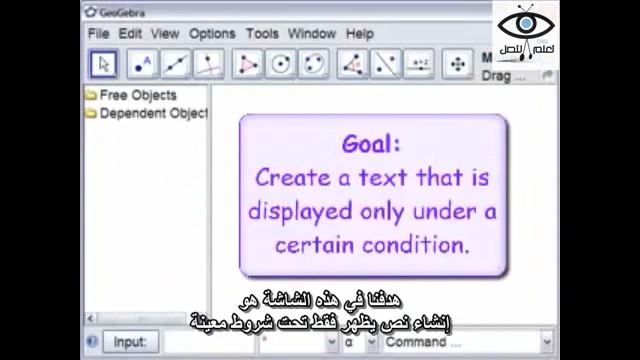 GeoGebra
File Edit View Options Tools Window Help
Free Objects
Dependent Object
Drag ...
Goal:
Create a text that is
displayed only under a
certain condition.
هدفنا في هذه الشاشة هو
إنشاء نص يظهر فقط تحت شروط معينة
Input:
α
Command ...